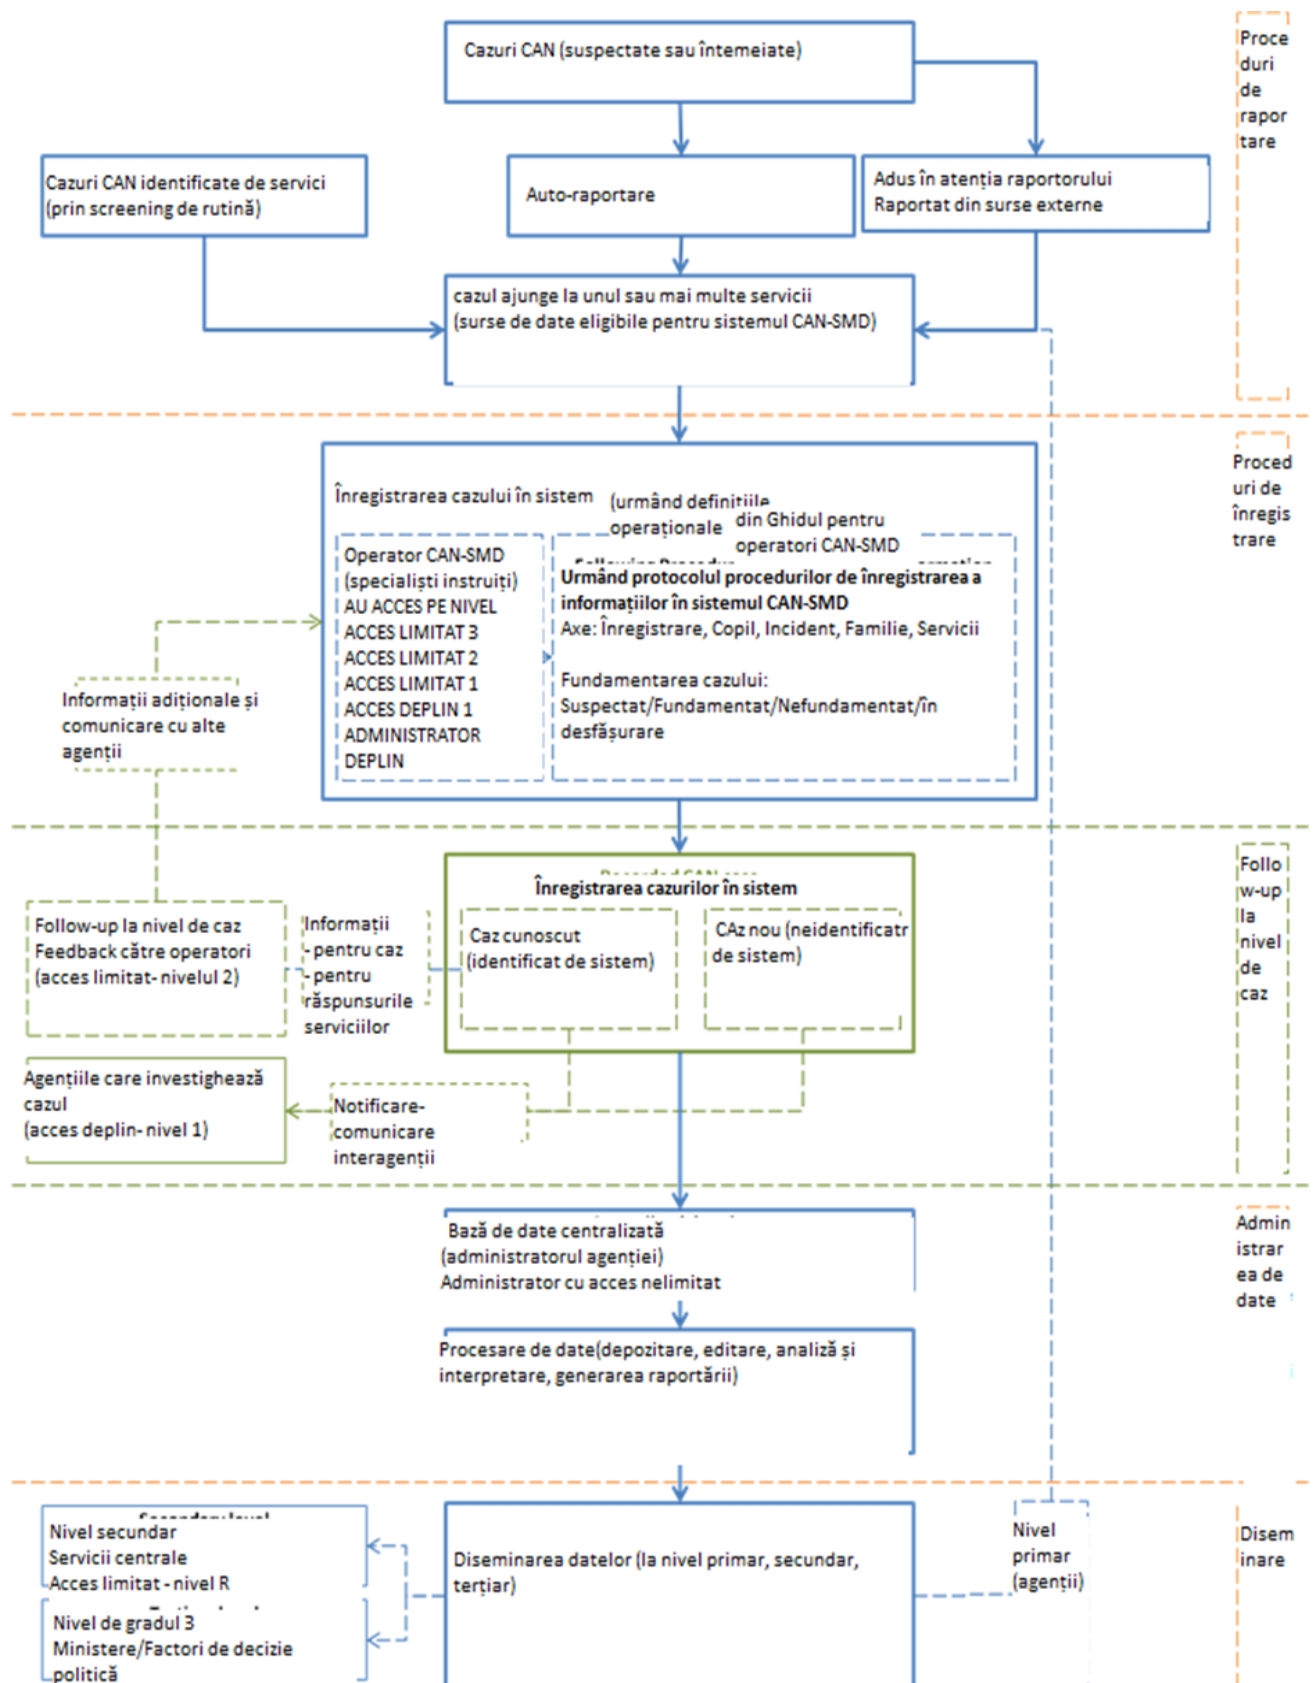 Cazuri CAN (suspectate sau întemeiate)
Proce
duri
de
rapor
tare
Cazuri CAN identificate de servici
(prin screening de rutină)
Auto-raportare
Adus în atenția raportorului
Raportat din surse externe
cazul ajunge la unul sau mai multe servicii
(surse de date eligibile pentru sistemul CAN-SMD)
Proced
uri de
înregis
trare
Înregistrarea cazului în sistem
(urmând definițiile
operaționale
din Ghidul pentru
operatori CAN-SMD
Operator CAN-SMD
(specialiști instruiți)
AU ACCES PE NIVEL
ACCES LIMITAT 3
ACCES LIMITAT 2
ACCES LIMITAT 1
ACCES DEPLIN 1
ADMINISTRATOR
DEPLIN
Urmând protocolul procedurilor de înregistrarea a
informațiilor în sistemul CAN-SMD
Axe: Înregistrare, Copil, Incident, Familie, Servicii
Fundamentarea cazului:
Suspectat/Fundamentat/Nefundamentat/în
desfășurare
Informații adiționale și
comunicare cu alte
agenții
Follo
w-up
la
nivel
de
caz
Înregistrarea cazurilor în sistem
Caz cunoscut
(identificat de sistem)
CAz nou (neidentificatr
de sistem)
Informații
- pentru caz
- pentru
răspunsurile
serviciilor
Follow-up la nivel de caz
Feedback către operatori
(acces limitat- nivelul 2)
Agențiile care investighează
cazul
(acces deplin- nivel 1)
Notificare-
comunicare
interagenții
Bază de date centralizată
(administratorul agenției)
Administrator cu acces nelimitat
Admin
istrar
ea de
date
Procesare de date(depozitare, editare, analiză și
interpretare, generarea raportării)
Nivel secundar
Servicii centrale
Acces limitat - nivel R
Nivel de gradul 3
Ministere/Factori de decizie
politică
Diseminarea datelor (la nivel primar, secundar,
terțiar)
Nivel
primar
(agenții)
Disem
inare